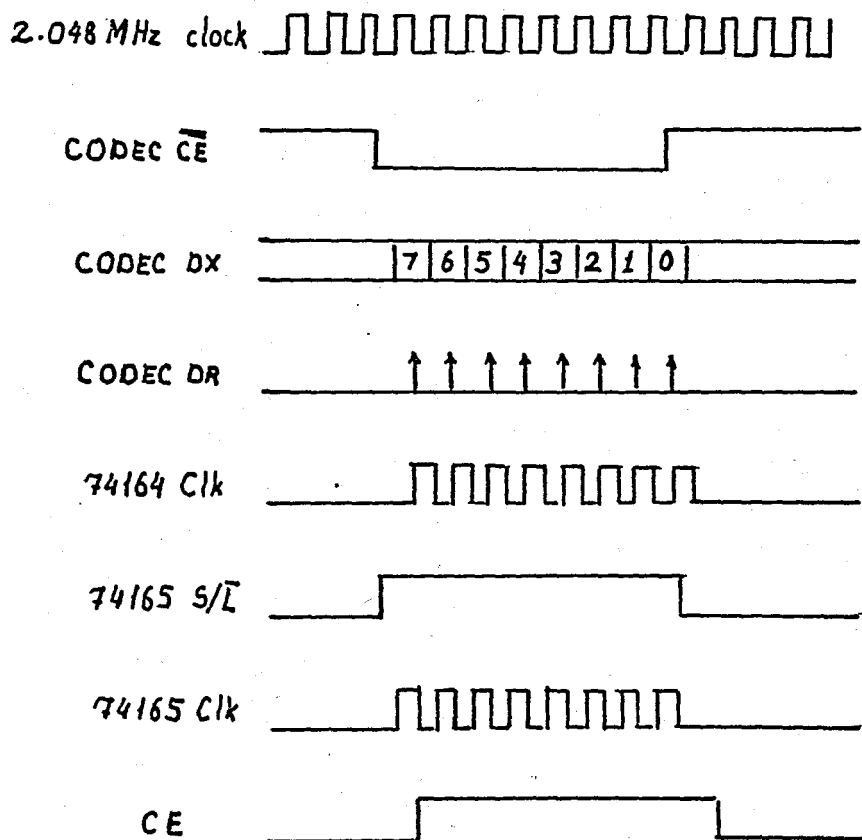 2.048 MHz clock
CODEC C̅E̅
CODEC DX |7|6|5|4|3|2|1|0|
CODEC DR
74164 Clk
74165 S/L̅
74165 Clk
CE